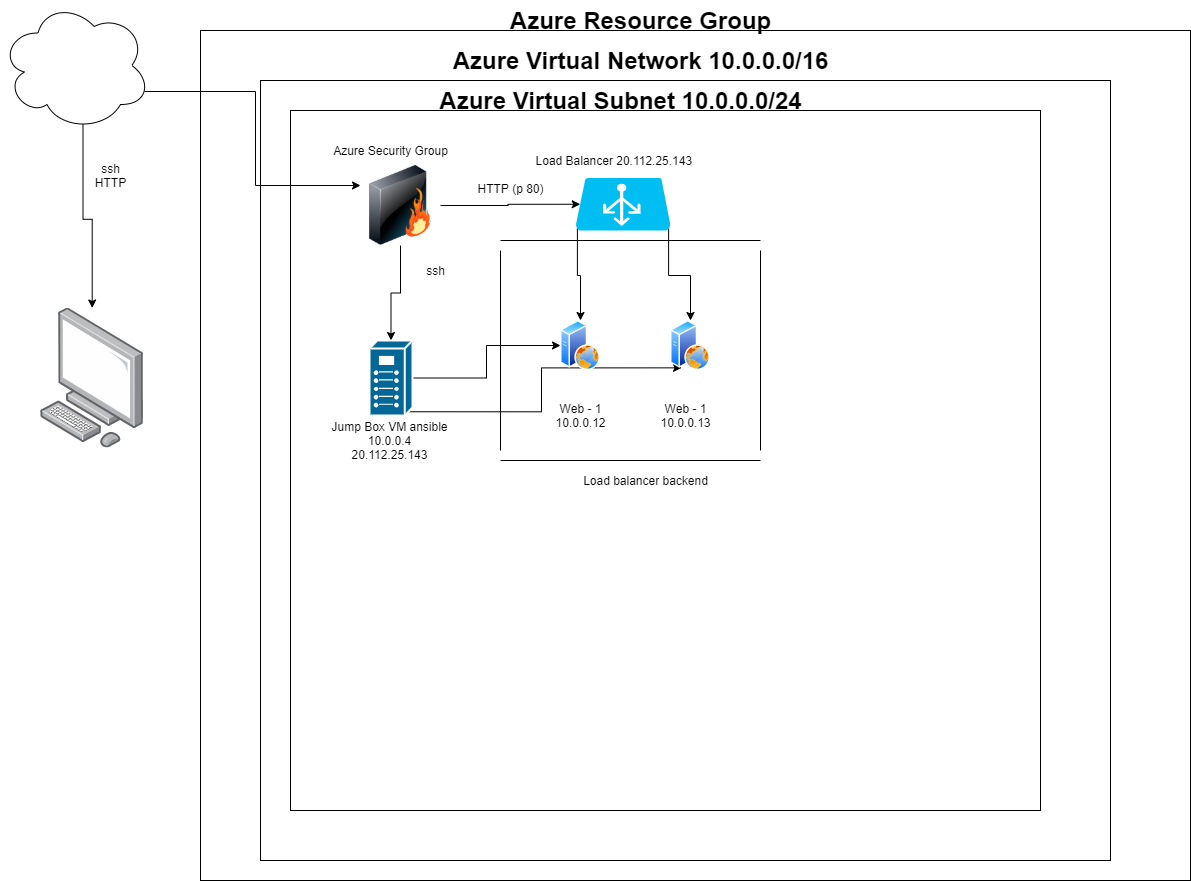 Azure Resource Group
Azure Virtual Network 10.0.0.0/16
Azure Virtual Subnet 10.0.0.0/24
Azure Security Group
Load Balancer 20.112.25.143
ssh
HTTP
HTTP (p 80)
ssh
Web - 1
10.0.0.12
Web - 1
10.0.0.13
Jump Box VM ansible
10.0.0.4
20.112.25.143
Load balancer backend